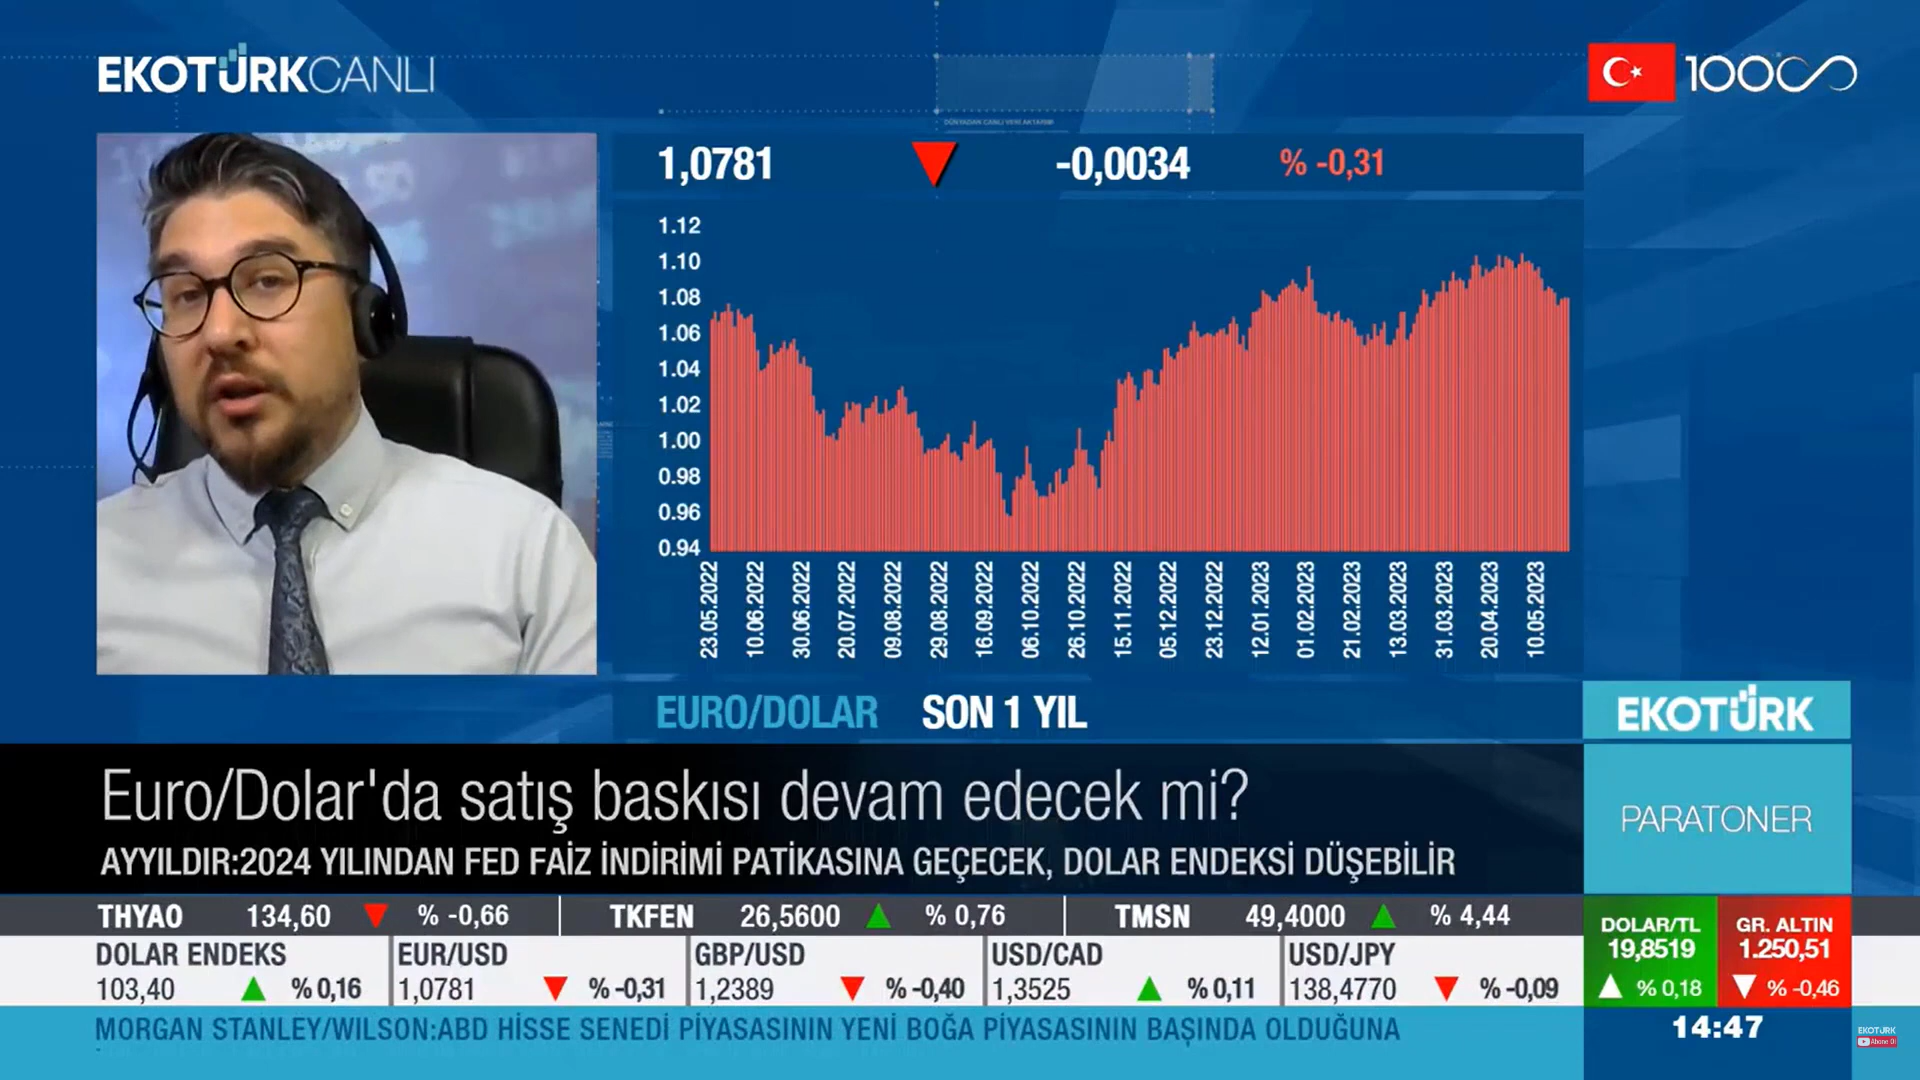 EKOTÜRKCANLI
100
DÜNYADAN CANLI VERİ AKTARIMI
1,0781 -0,0034 % -0,31
1.12
1.10
1.08
1.06
1.04
1.02
1.00
0.98
0.96
0.94
23.05.2022 10.06.2022 30.06.2022 20.07.2022 09.08.2022 29.08.2022 16.09.2022 06.10.2022 26.10.2022 15.11.2022 05.12.2022 23.12.2022 12.01.2023 01.02.2023 21.02.2023 13.03.2023 31.03.2023 20.04.2023 10.05.2023
EURO/DOLAR SON 1 YIL
EKOTÜRK
Euro/Dolar'da satış baskısı devam edecek mi?
PARATONER
AYYILDIR:2024 YILINDAN FED FAİZ İNDİRİMİ PATİKASINA GEÇECEK, DOLAR ENDEKSİ DÜŞEBİLİR
THYAO 134,60 % -0,66 TKFEN 26,5600 % 0,76 TMSN 49,4000 % 4,44
DOLAR ENDEKS EUR/USD GBP/USD USD/CAD USD/JPY
103,40 % 0,16 1,0781 % -0,31 1,2389 % -0,40 1,3525 % 0,11 138,4770 % -0,09
DOLAR/TL GR. ALTIN
19,8519 1.250,51
% 0,18 % -0,46
MORGAN STANLEY/WILSON:ABD HİSSE SENEDİ PİYASASININ YENİ BOĞA PİYASASININ BAŞINDA OLDUĞUNA
14:47
EKOTÜRK
Abone Ol